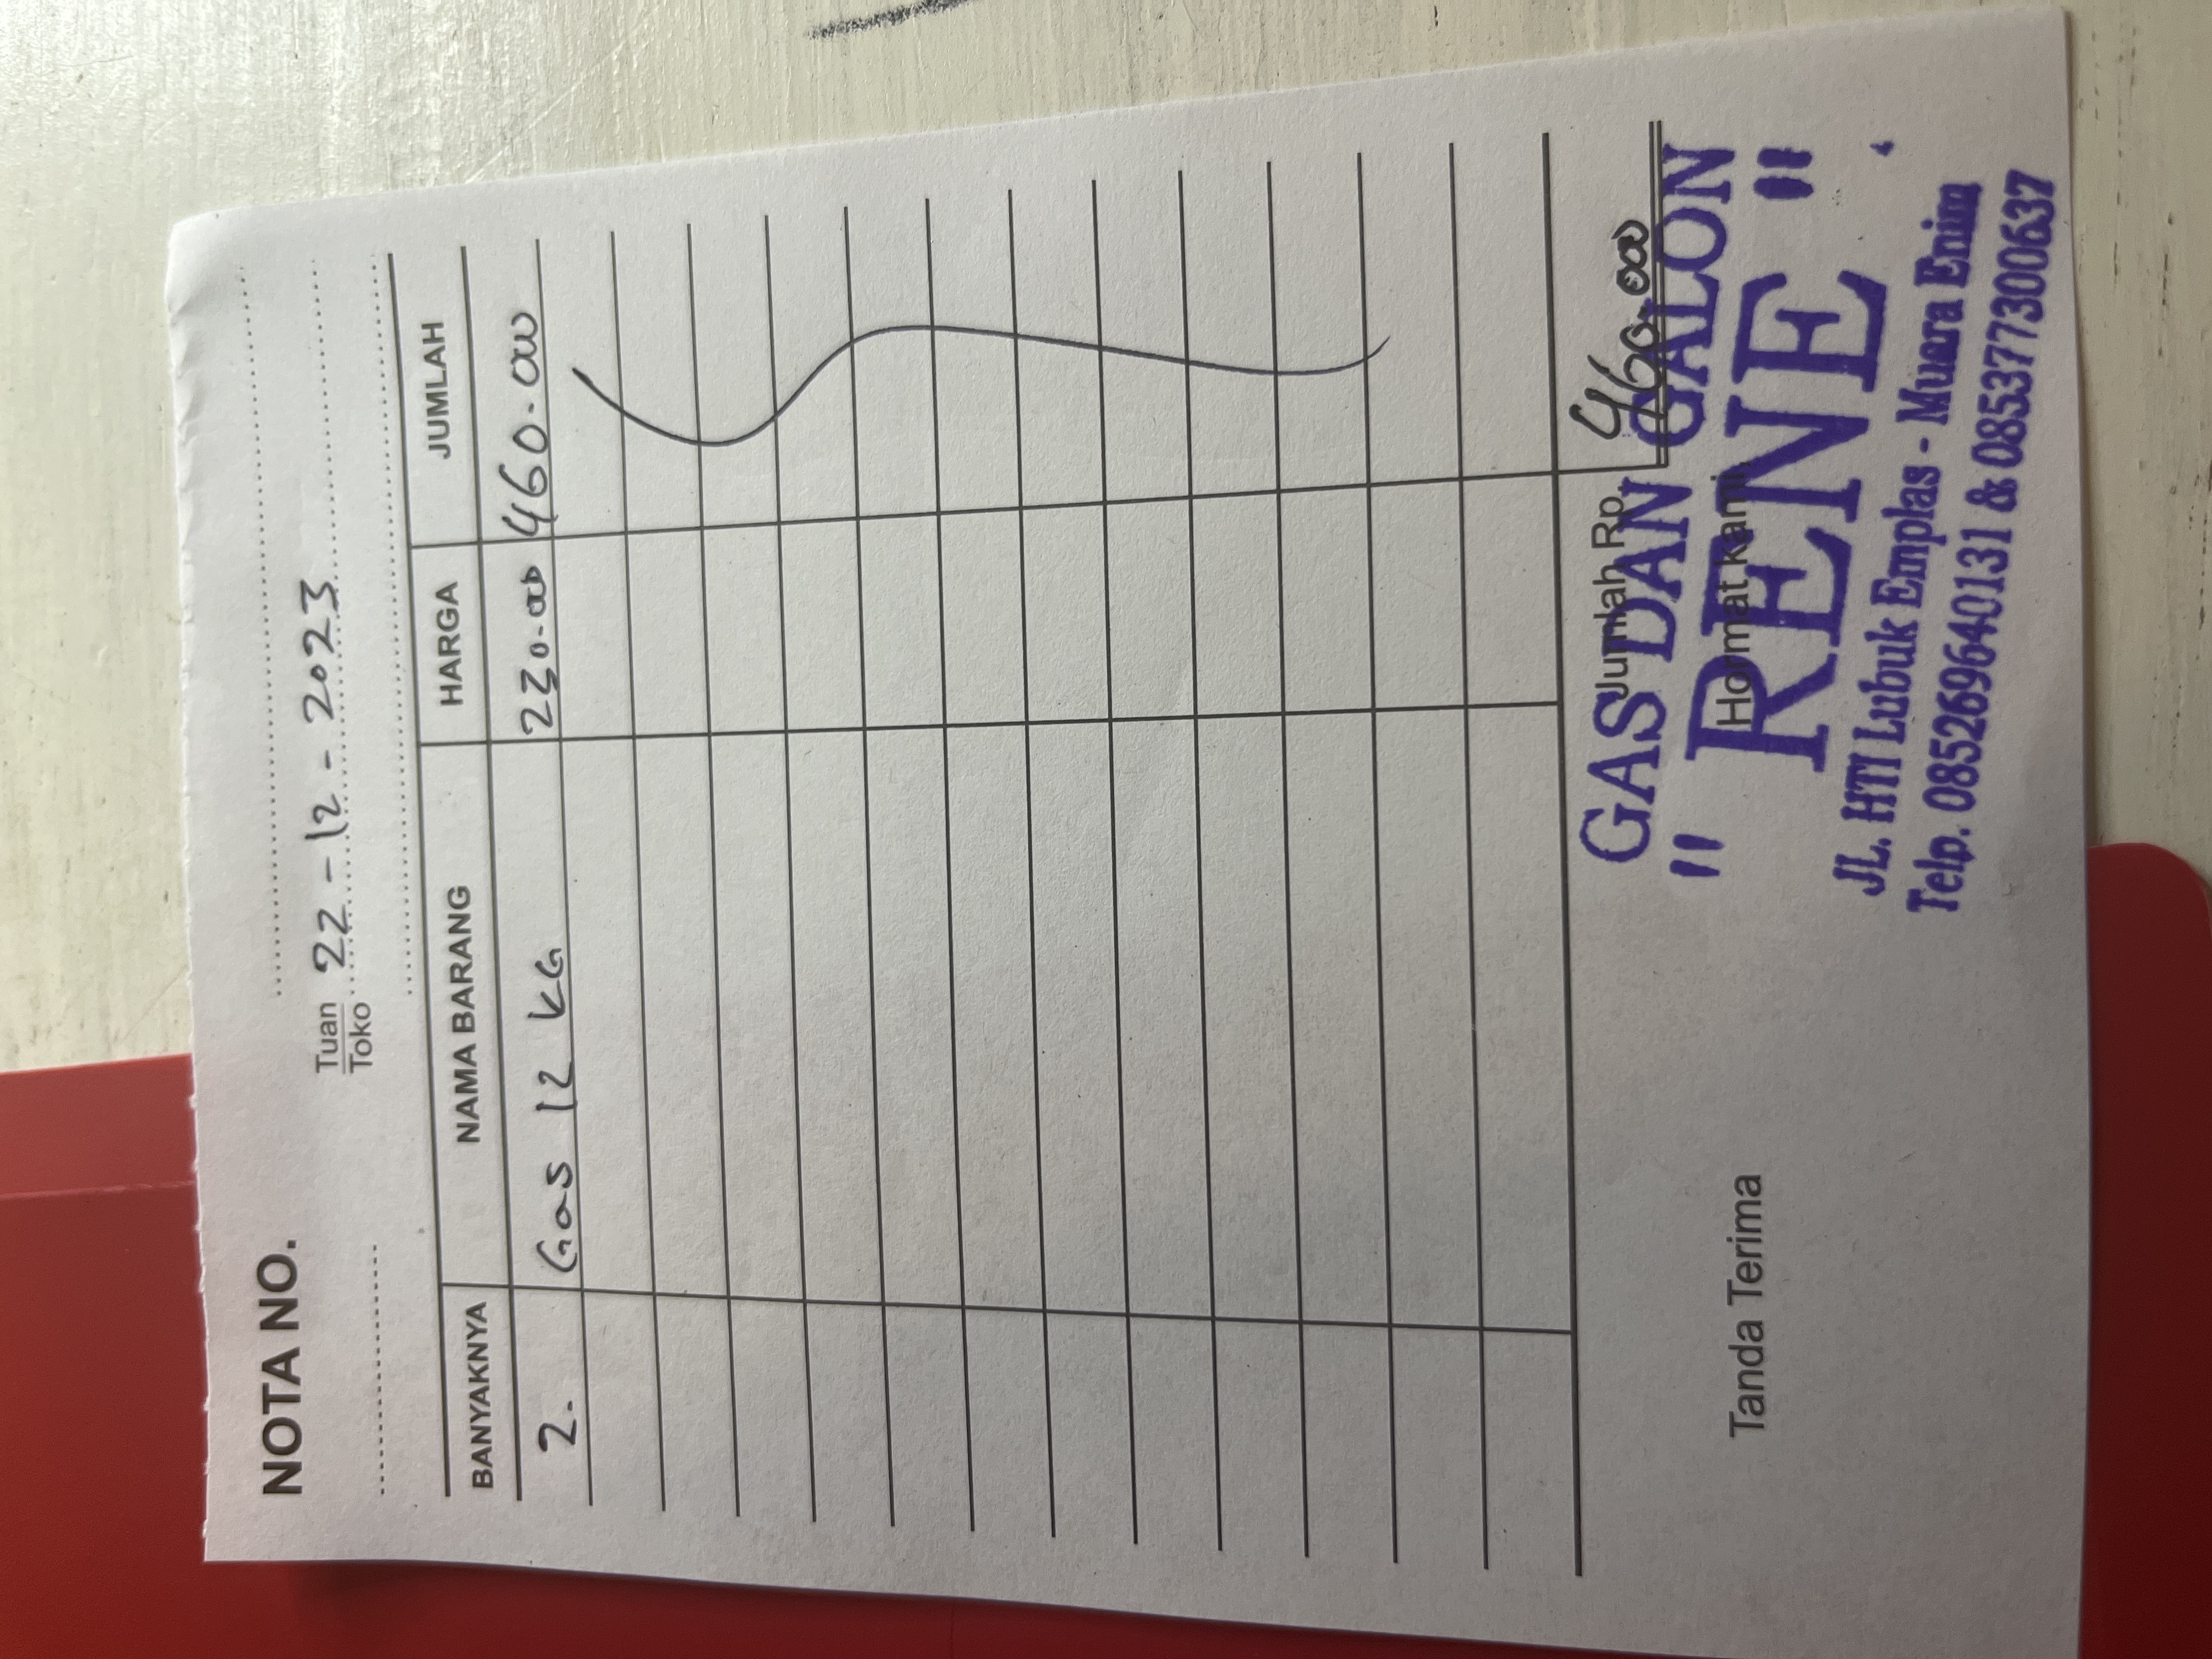 NOTA NO.
Tuan
Toko
22-12-2023
BANYAKNYA NAMA BARANG HARGA JUMLAH
2. Gas 12 KG 230.000 460.000
Jumlah Rp. 460.000
GAS DAN GALON
Tanda Terima Hormat Kami,
" RENE "
JL. HTI Lubuk Emplas - Muara Enim
Telp. 085269640131 & 085377300637